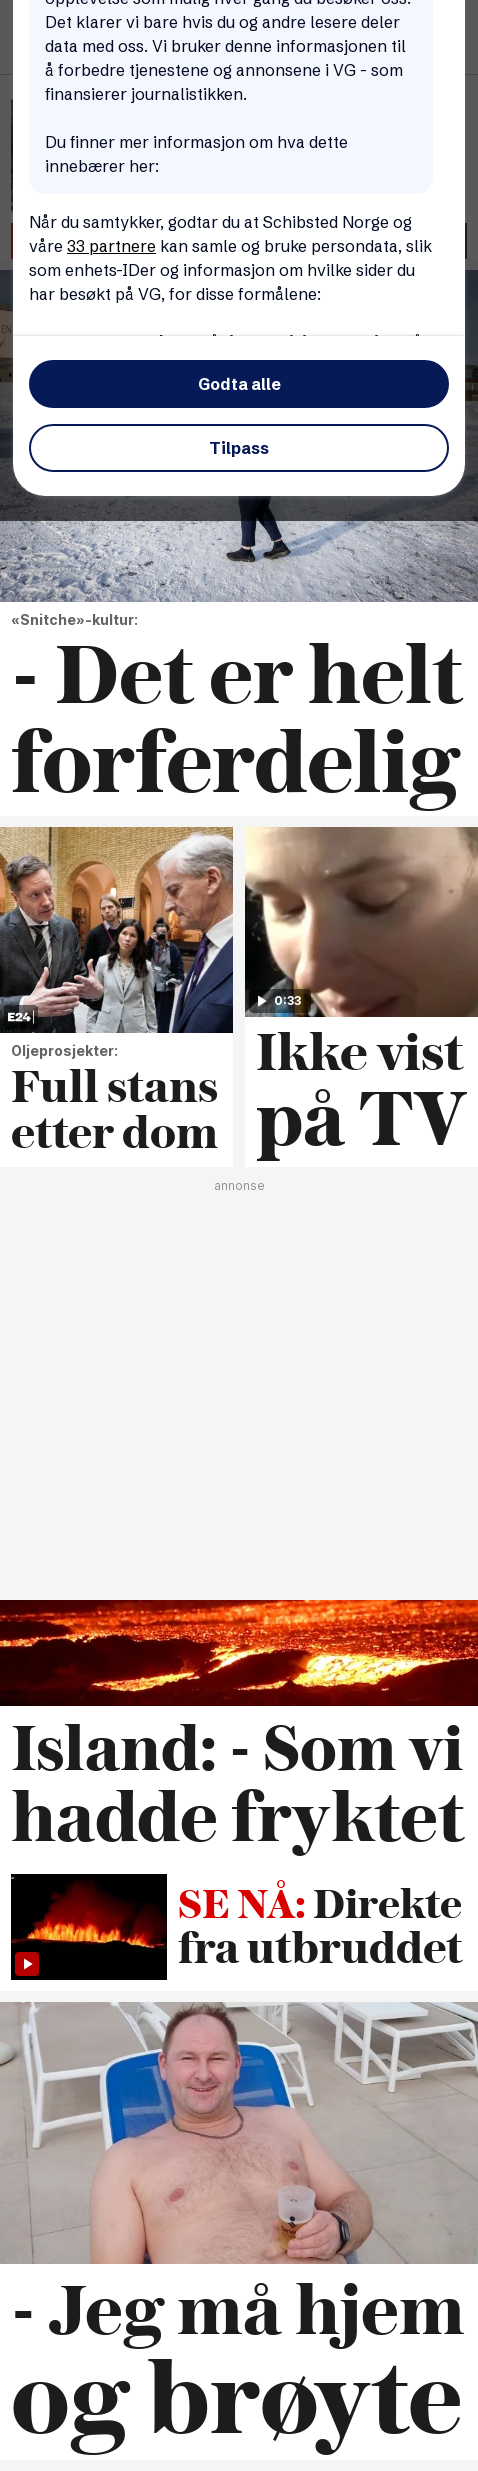 Det klarer vi bare hvis du og andre lesere deler
data med oss. Vi bruker denne informasjonen til
å forbedre tjenestene og annonsene i VG - som
finansierer journalistikken.
Du finner mer informasjon om hva dette
innebærer her:
Når du samtykker, godtar du at Schibsted Norge og
våre 33 partnere kan samle og bruke persondata, slik
som enhets-IDer og informasjon om hvilke sider du
har besøkt på VG, for disse formålene:
Godta alle
Tilpass
«Snitche»-kultur:
- Det er helt
forferdelig
E24
0:33
Oljeprosjekter:
Full stans
etter dom
Ikke vist
på TV
annonse
Island: - Som vi
hadde fryktet
SE NÅ: Direkte
fra utbruddet
- Jeg må hjem
og brøyte